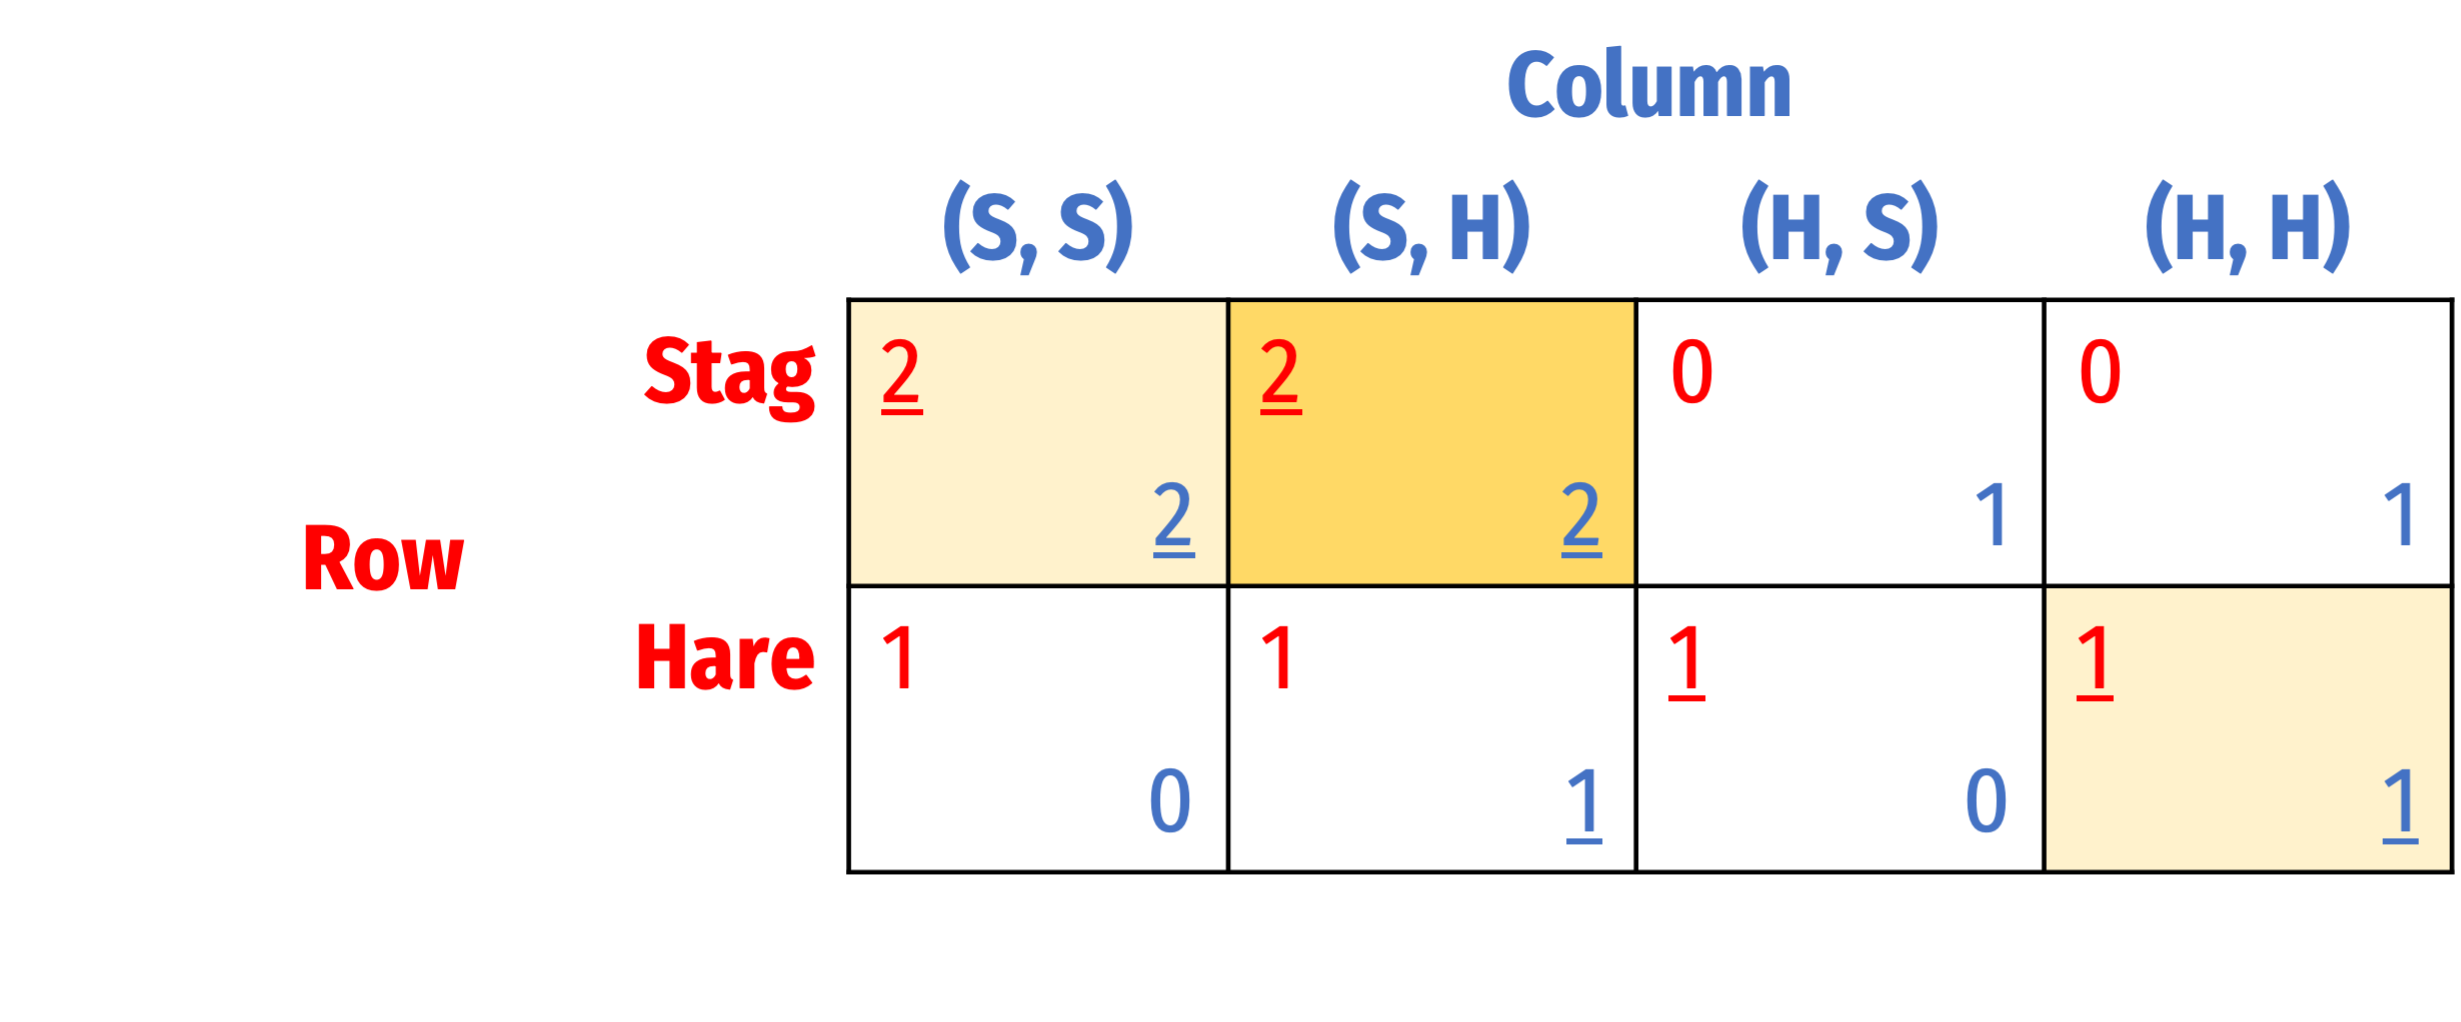 Column
(S, S) (S, H) (H, S) (H, H)
Stag 2 2 0 0
2 2 1 1
Row
Hare 1 1 1 1
0 1 0 1